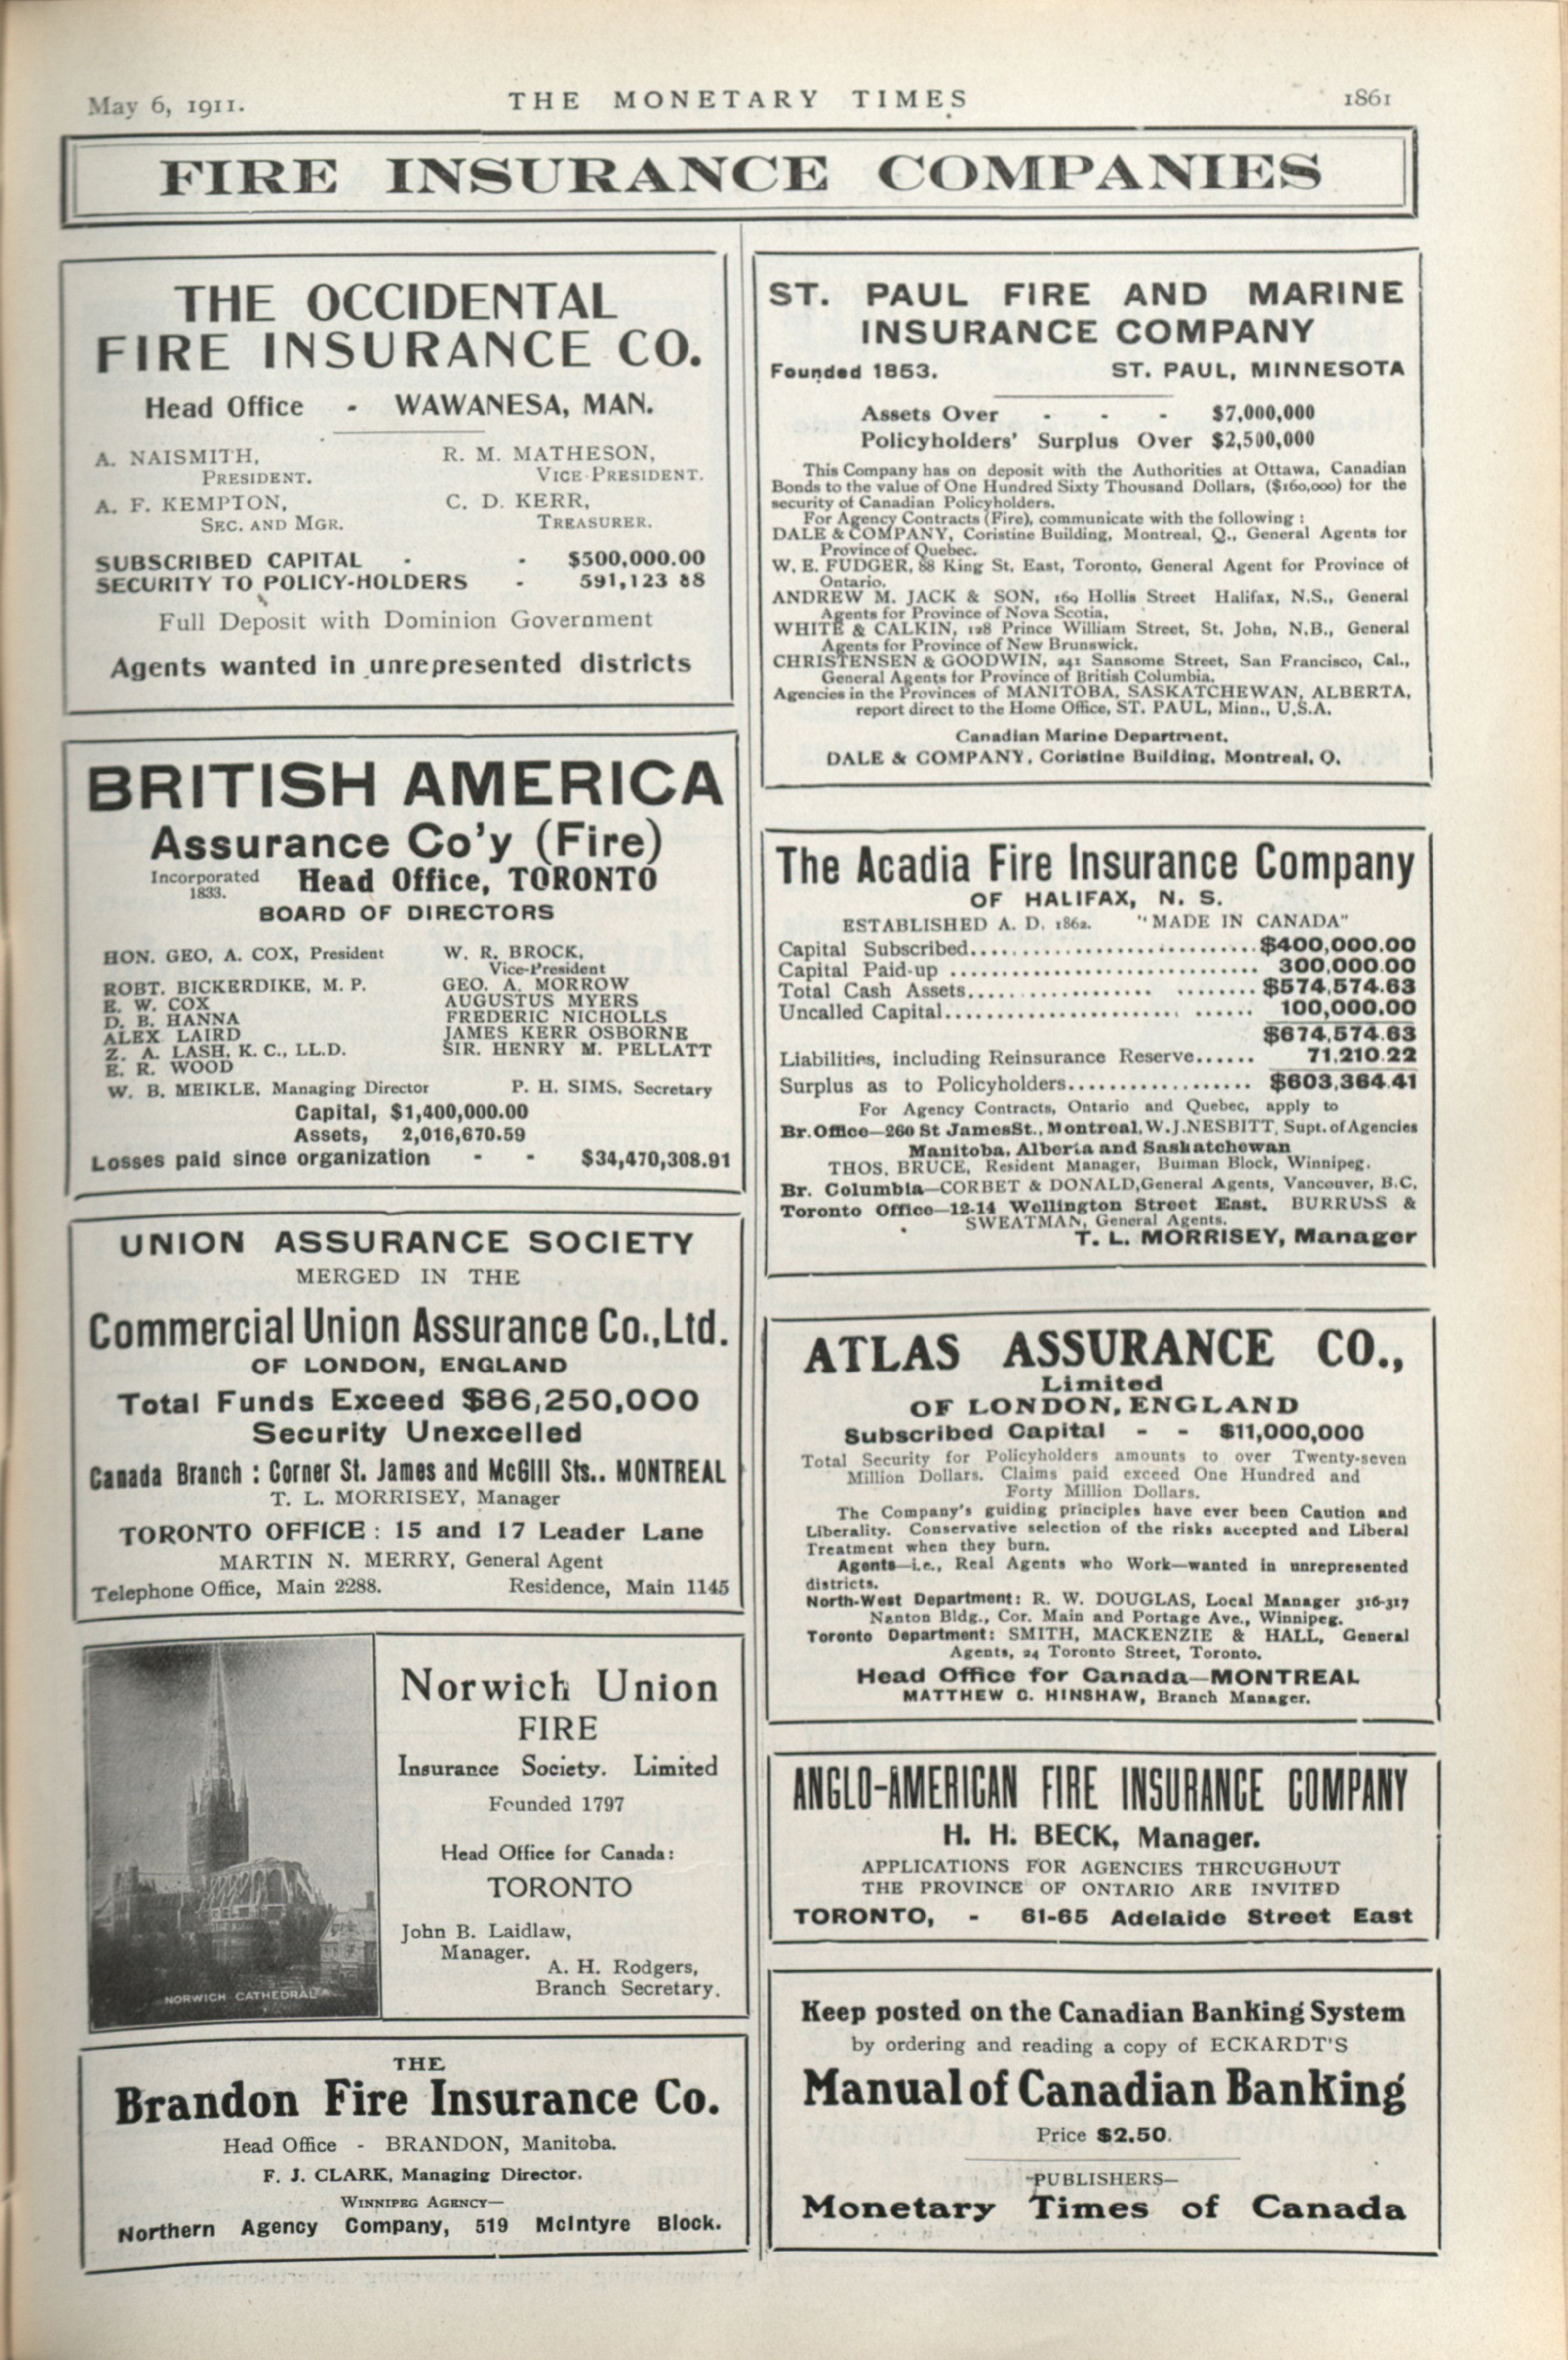 May 6, 1911.
THE MONETARY TIMES
1861
FIRE INSURANCE COMPANIES
THE OCCIDENTAL
FIRE INSURANCE CO.
Head Office - WAWANESA, MAN.
A. NAISMITH,
PRESIDENT.
R. M. MATHESON,
VICE-PRESIDENT.
A. F. KEMPTON,
SEC. AND MGR.
C. D. KERR,
TREASURER.
SUBSCRIBED CAPITAL - - $500,000.00
SECURITY TO POLICY-HOLDERS - 591,123 88
Full Deposit with Dominion Government
Agents wanted in unrepresented districts
BRITISH AMERICA
Assurance Co'y (Fire)
Incorporated
1833.
Head Office, TORONTO
BOARD OF DIRECTORS
HON. GEO, A. COX, President
W. R. BROCK,
Vice-President
ROBT. BICKERDIKE, M. P.
GEO. A. MORROW
E. W. COX
AUGUSTUS MYERS
D. B. HANNA
FREDERIC NICHOLLS
ALEX LAIRD
JAMES KERR OSBORNE
Z. A. LASH, K. C., LL.D.
SIR. HENRY M. PELLATT
E. R. WOOD
W. B. MEIKLE, Managing Director
P. H. SIMS, Secretary
Capital, $1,400,000.00
Assets, 2,016,670.59
Losses paid since organization - - $34,470,308.91
UNION ASSURANCE SOCIETY
MERGED IN THE
Commercial Union Assurance Co., Ltd.
OF LONDON, ENGLAND
Total Funds Exceed $86,250,000
Security Unexcelled
Canada Branch : Corner St. James and McGill Sts.. MONTREAL
T. L. MORRISEY, Manager
TORONTO OFFICE : 15 and 17 Leader Lane
MARTIN N. MERRY, General Agent
Telephone Office, Main 2288. Residence, Main 1145
NORWICH CATHEDRAL
Norwich Union
FIRE
Insurance Society. Limited
Founded 1797
Head Office for Canada:
TORONTO
John B. Laidlaw,
Manager.
A. H. Rodgers,
Branch Secretary.
THE
Brandon Fire Insurance Co.
Head Office - BRANDON, Manitoba.
F. J. CLARK, Managing Director.
WINNIPEG AGENCY—
Northern Agency Company, 519 McIntyre Block.
ST. PAUL FIRE AND MARINE
INSURANCE COMPANY
Founded 1853. ST. PAUL, MINNESOTA
Assets Over - - - $7,000,000
Policyholders' Surplus Over $2,500,000
This Company has on deposit with the Authorities at Ottawa, Canadian
Bonds to the value of One Hundred Sixty Thousand Dollars, ($160,000) for the
security of Canadian Policyholders.
For Agency Contracts (Fire), communicate with the following :
DALE & COMPANY, Coristine Building, Montreal, Q., General Agents for
Province of Quebec.
W. E. FUDGER, 88 King St, East, Toronto, General Agent for Province of
Ontario.
ANDREW M. JACK & SON, 169 Hollis Street Halifax, N.S., General
Agents for Province of Nova Scotia,
WHITE & CALKIN, 128 Prince William Street, St. John, N.B., General
Agents for Province of New Brunswick.
CHRISTENSEN & GOODWIN, 241 Sansome Street, San Francisco, Cal.,
General Agents for Province of British Columbia.
Agencies in the Provinces of MANITOBA, SASKATCHEWAN, ALBERTA,
report direct to the Home Office, ST. PAUL, Minn., U.S.A.
Canadian Marine Department,
DALE & COMPANY, Coristine Building, Montreal, Q.
The Acadia Fire Insurance Company
OF HALIFAX, N. S.
ESTABLISHED A. D. 1862. "MADE IN CANADA"
Capital Subscribed.............................$400,000.00
Capital Paid-up ............................... 300,000.00
Total Cash Assets.................... ........$574,574.63
Uncalled Capital........................ ...... 100,000.00
$674,574.63
Liabilities, including Reinsurance Reserve...... 71,210.22
Surplus as to Policyholders.................. $603,364.41
For Agency Contracts, Ontario and Quebec, apply to
Br. Office—260 St James St., Montreal, W. J. NESBITT, Supt. of Agencies
Manitoba, Alberta and Saskatchewan
THOS. BRUCE, Resident Manager, Bulman Block, Winnipeg.
Br. Columbia—CORBET & DONALD, General Agents, Vancouver, B.C.
Toronto Office—12-14 Wellington Street East. BURRUSS &
SWEATMAN, General Agents.
T. L. MORRISEY, Manager
ATLAS ASSURANCE CO.,
Limited
OF LONDON, ENGLAND
Subscribed Capital - - $11,000,000
Total Security for Policyholders amounts to over Twenty-seven
Million Dollars. Claims paid exceed One Hundred and
Forty Million Dollars.
The Company's guiding principles have ever been Caution and
Liberality. Conservative selection of the risks accepted and Liberal
Treatment when they burn.
Agents—i.e., Real Agents who Work—wanted in unrepresented
districts.
North-West Department: R. W. DOUGLAS, Local Manager 316-317
Nanton Bldg., Cor. Main and Portage Ave., Winnipeg.
Toronto Department: SMITH, MACKENZIE & HALL, General
Agents, 24 Toronto Street, Toronto.
Head Office for Canada—MONTREAL
MATTHEW C. HINSHAW, Branch Manager.
ANGLO-AMERICAN FIRE INSURANCE COMPANY
H. H. BECK, Manager.
APPLICATIONS FOR AGENCIES THROUGHOUT
THE PROVINCE OF ONTARIO ARE INVITED
TORONTO, - 61-65 Adelaide Street East
Keep posted on the Canadian Banking System
by ordering and reading a copy of ECKARDT'S
Manual of Canadian Banking
Price $2.50.
—PUBLISHERS—
Monetary Times of Canada